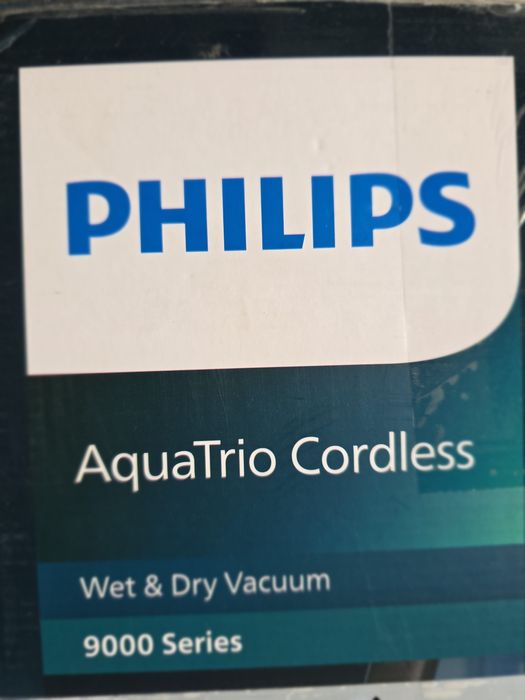 PHILIPS
AquaTrio Cordless
Wet & Dry Vacuum
9000 Series